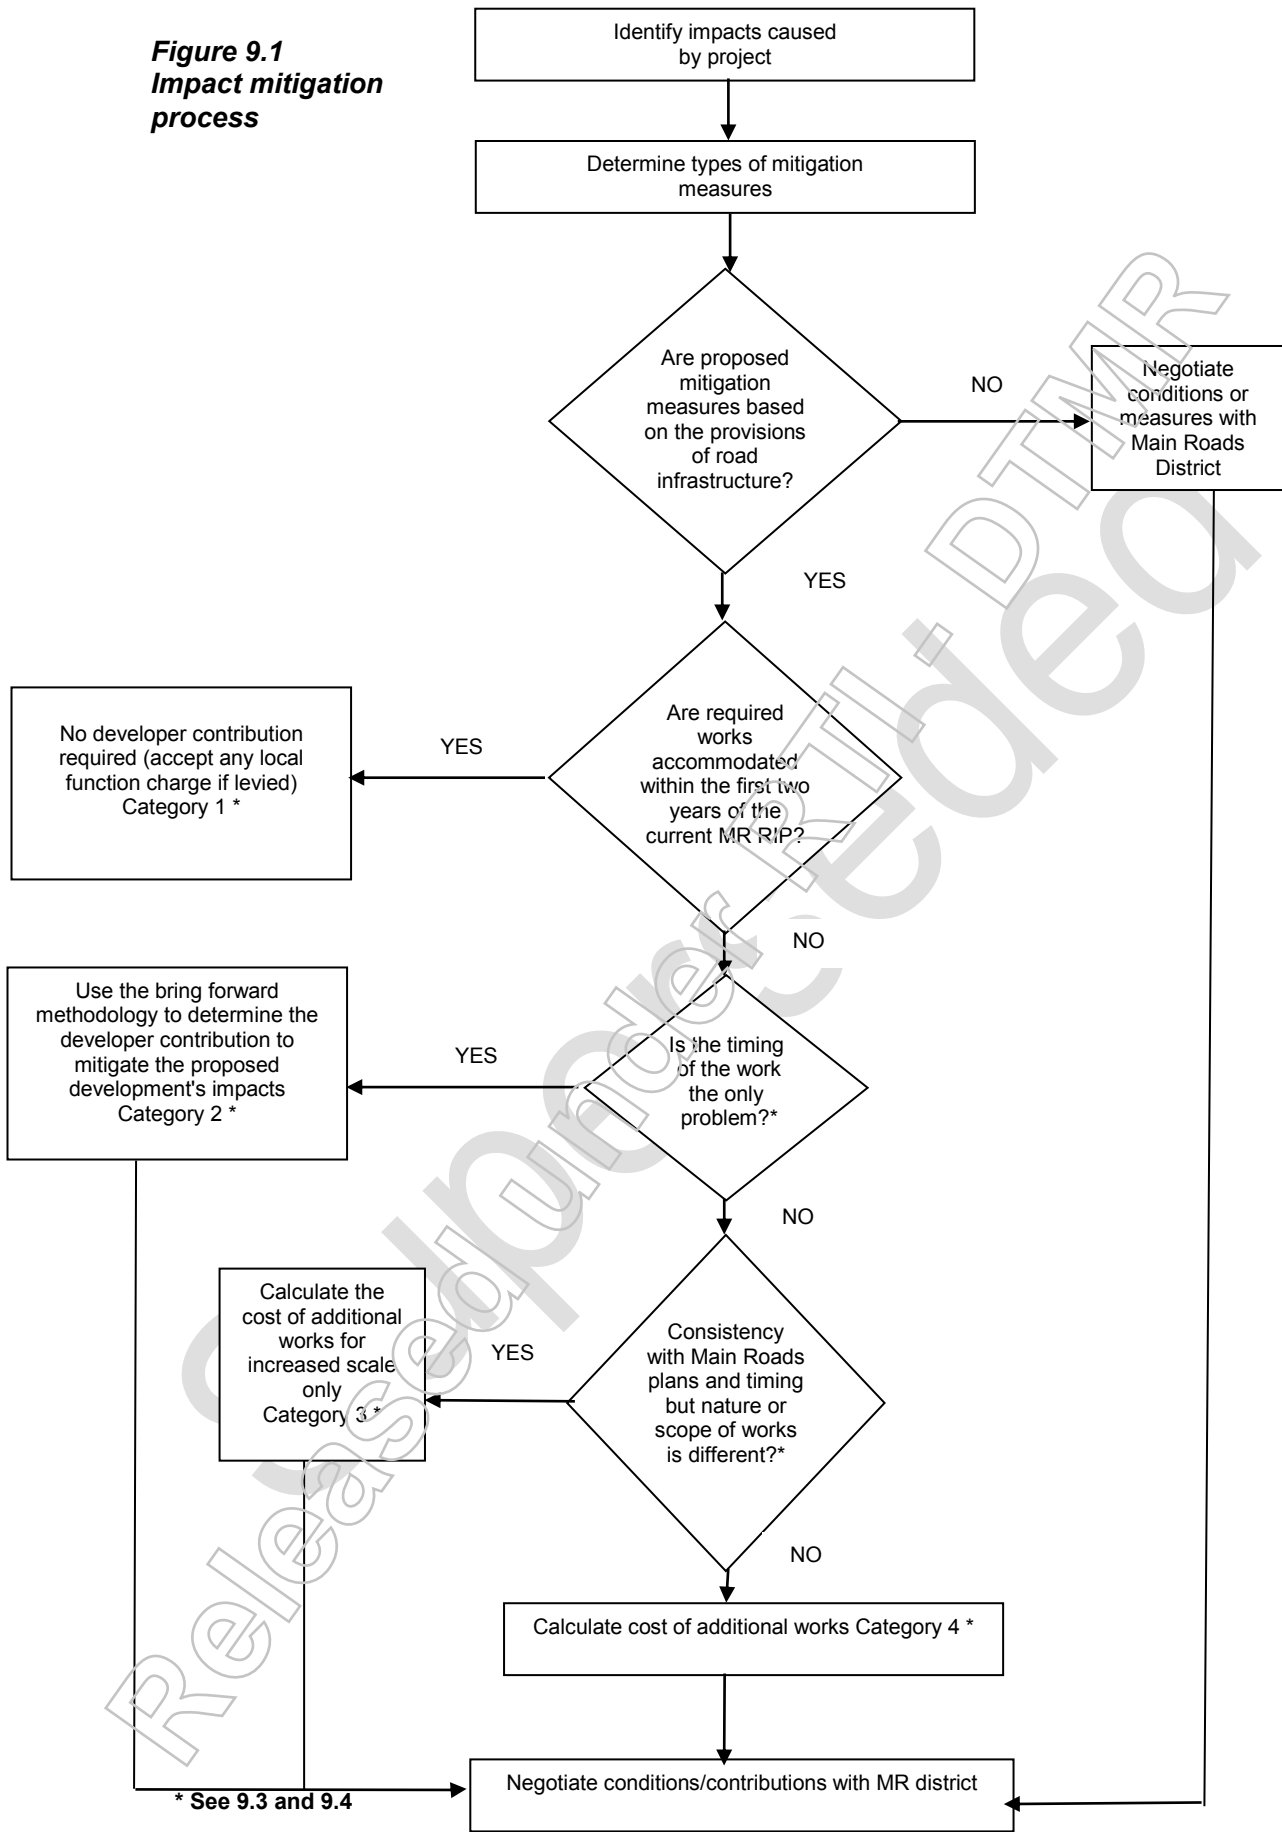 Figure 9.1
Impact mitigation
process
Identify impacts caused
by project
Determine types of mitigation
measures
Are proposed
mitigation
measures based
on the provisions
of road
infrastructure?
NO
Negotiate
conditions or
measures with
Main Roads
District
YES
Are required
works
accommodated
within the first two
years of the
current MR RIP?
YES
No developer contribution
required (accept any local
function charge if levied)
Category 1 *
NO
Is the timing
of the work
the only
problem?*
YES
Use the bring forward
methodology to determine the
developer contribution to
mitigate the proposed
development's impacts
Category 2 *
NO
Consistency
with Main Roads
plans and timing
but nature or
scope of works
is different?*
YES
Calculate the
cost of additional
works for
increased scale
only
Category 3 *
NO
Calculate cost of additional works Category 4 *
Negotiate conditions/contributions with MR district
* See 9.3 and 9.4
Superseded
Released under RTI - DTMR